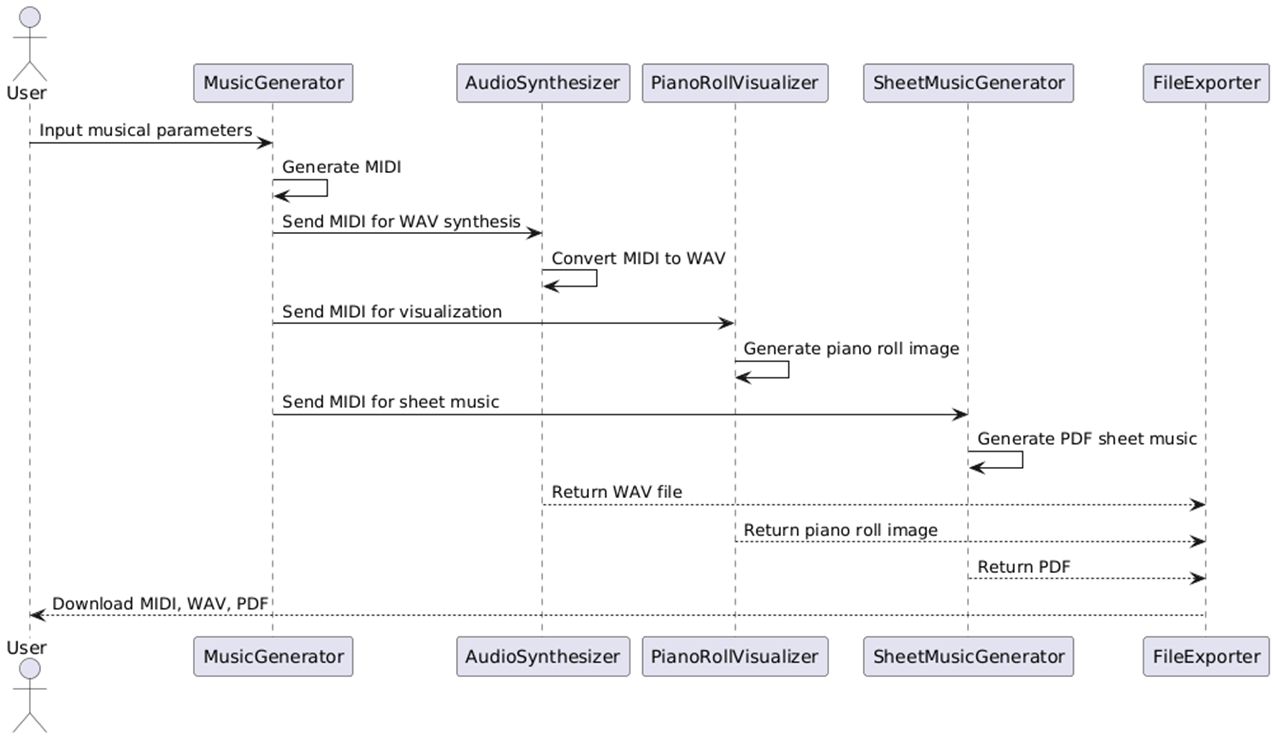 User
MusicGenerator
AudioSynthesizer
PianoRollVisualizer
SheetMusicGenerator
FileExporter
Input musical parameters
Generate MIDI
Send MIDI for WAV synthesis
Convert MIDI to WAV
Send MIDI for visualization
Generate piano roll image
Send MIDI for sheet music
Generate PDF sheet music
Return WAV file
Return piano roll image
Return PDF
Download MIDI, WAV, PDF
User
MusicGenerator
AudioSynthesizer
PianoRollVisualizer
SheetMusicGenerator
FileExporter